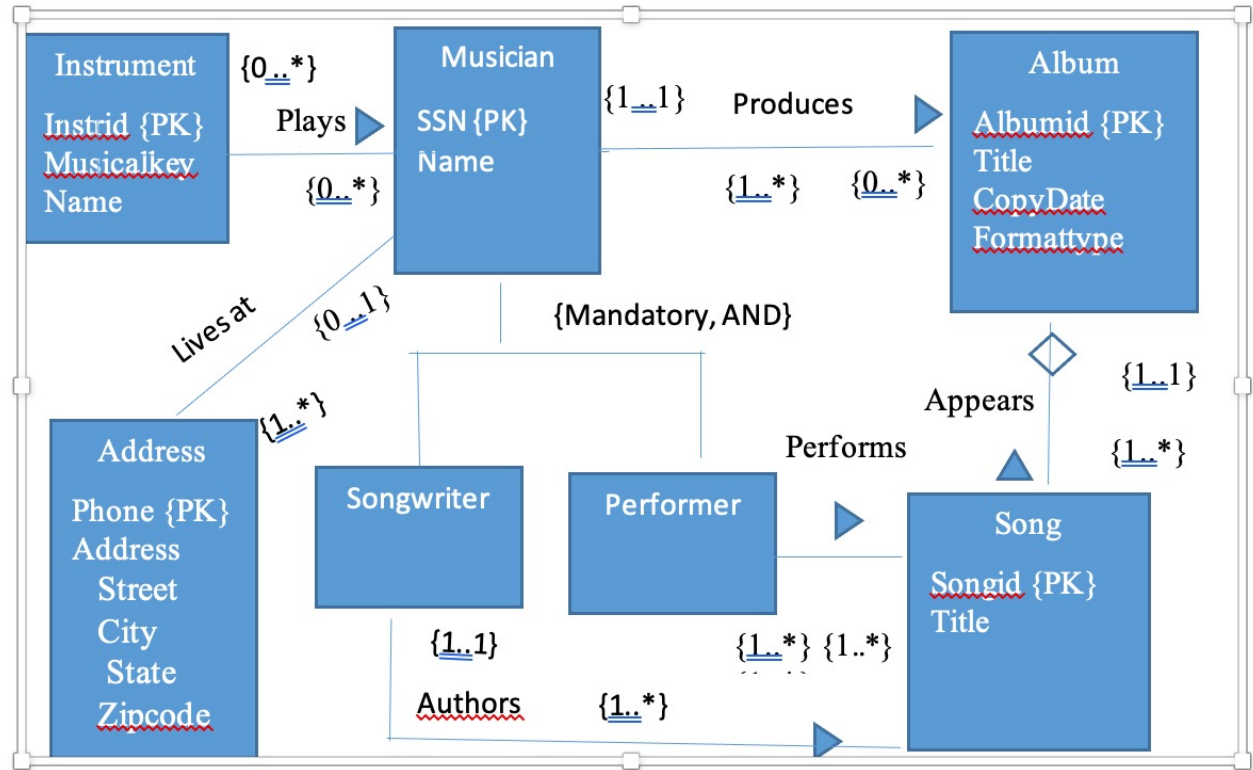 Instrument
Instrid {PK}
Musicalkey
Name
{0..*}
Plays
{0..*}
Musician
SSN {PK}
Name
{1..1}
Produces
{1..*}
{0..*}
Album
Albumid {PK}
Title
CopyDate
Formattype
Lives at
{0..1}
{1..*}
{Mandatory, AND}
{1..1}
Appears
{1..*}
Address
Phone {PK}
Address
Street
City
State
Zipcode
Songwriter
Performer
Performs
Song
Songid {PK}
Title
{1..1}
{1..*} {1..*}
Authors
{1..*}